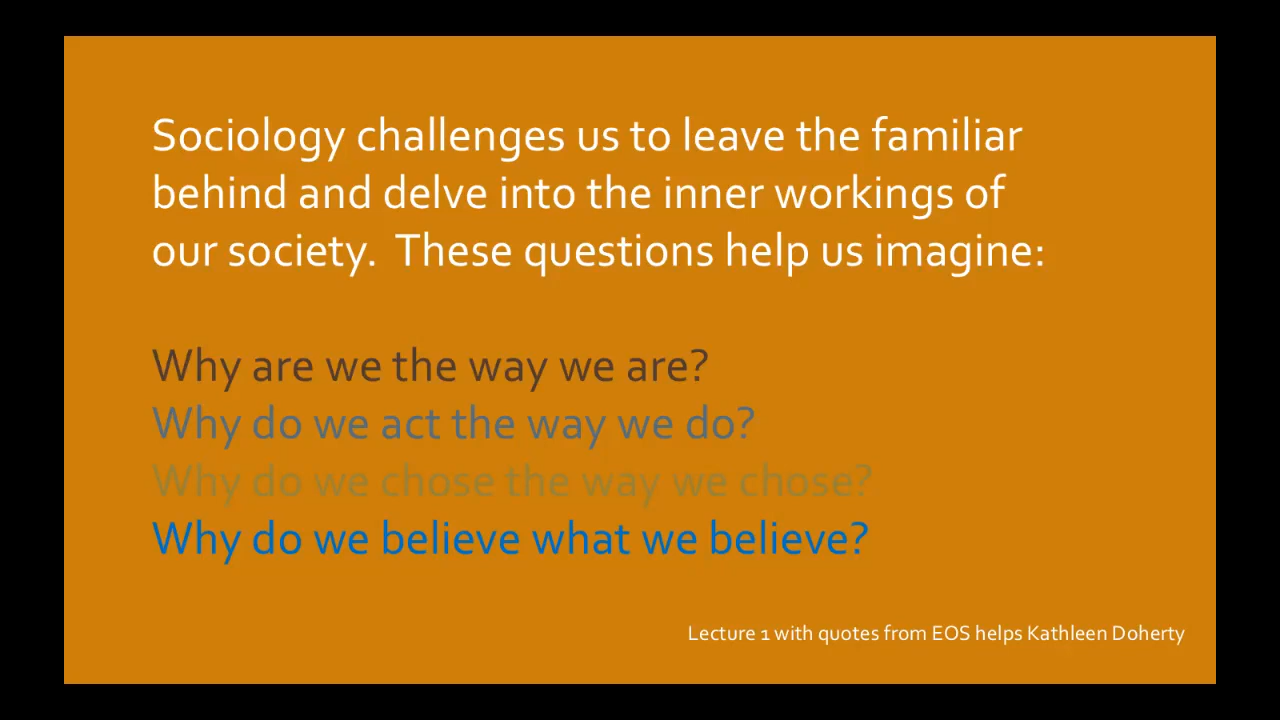 Sociology challenges us to leave the familiar
behind and delve into the inner workings of
our society.  These questions help us imagine:
Why are we the way we are?
Why do we act the way we do?
Why do we chose the way we chose?
Why do we believe what we believe?
Lecture 1 with quotes from EOS helps Kathleen Doherty